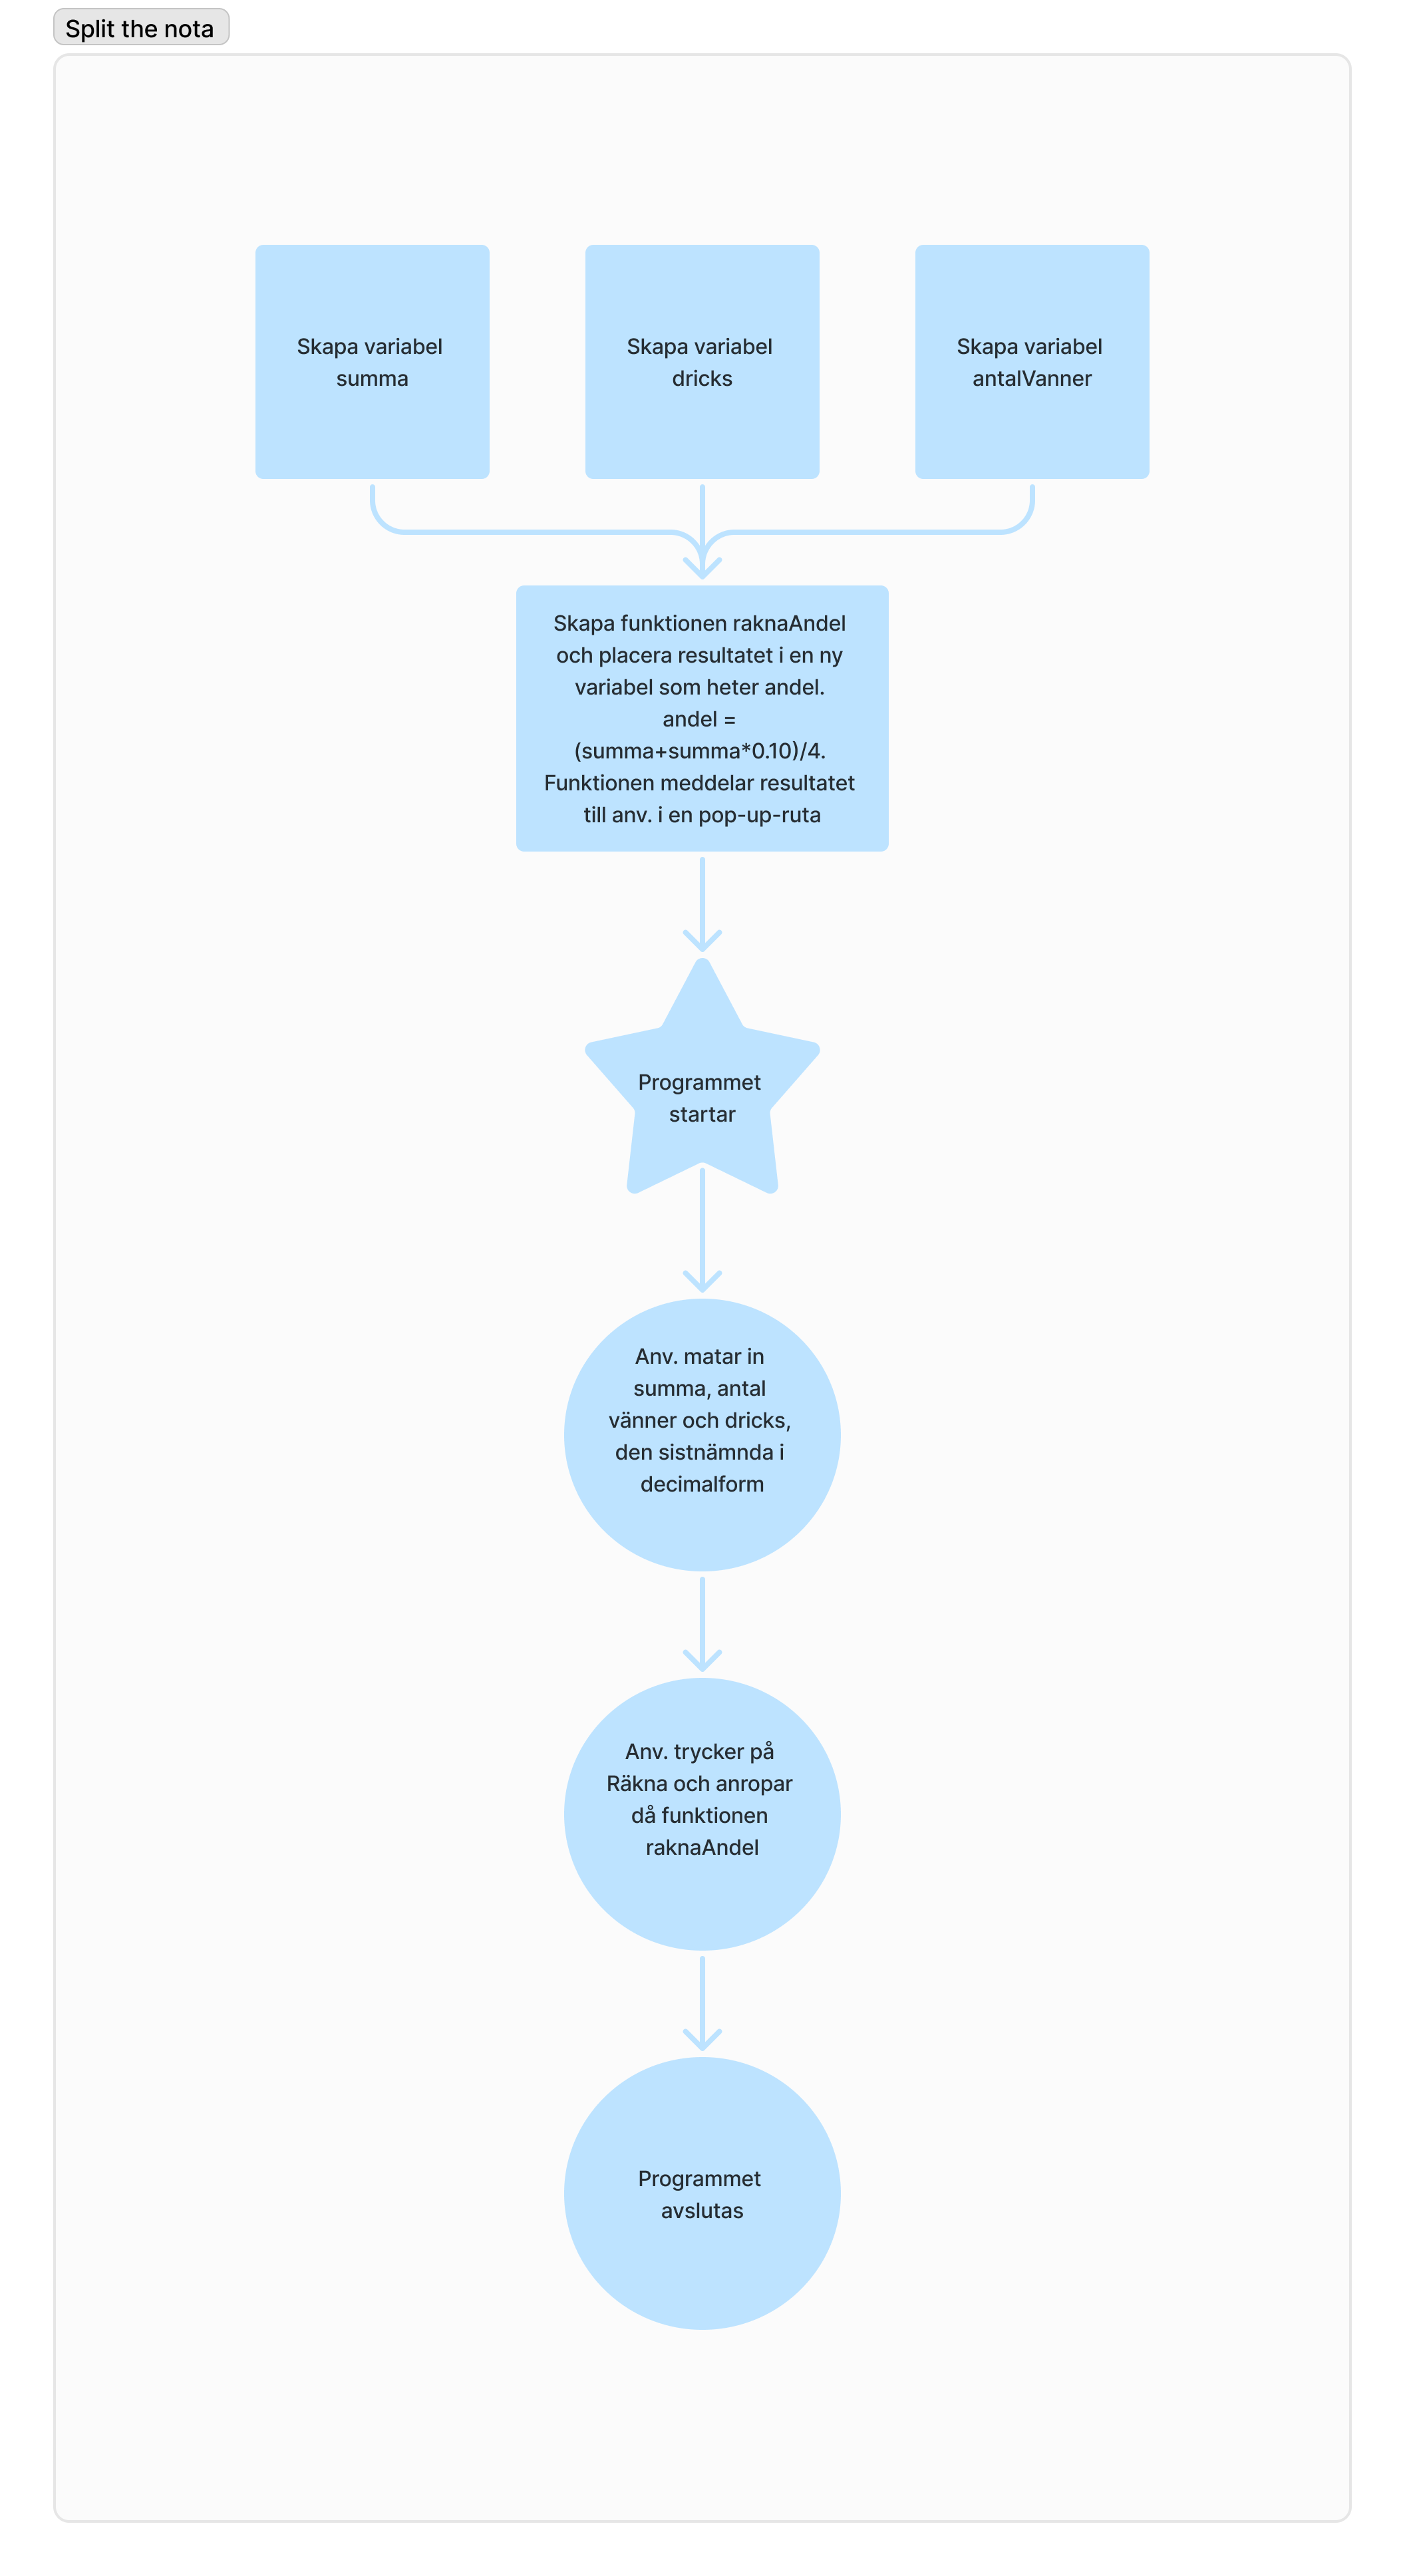 Split the nota
Skapa variabel
summa
Skapa variabel
dricks
Skapa variabel
antalVanner
Skapa funktionen raknaAndel
och placera resultatet i en ny
variabel som heter andel.
andel =
(summa+summa*0.10)/4.
Funktionen meddelar resultatet
till anv. i en pop-up-ruta
Programmet
startar
Anv. matar in
summa, antal
vänner och dricks,
den sistnämnda i
decimalform
Anv. trycker på
Räkna och anropar
då funktionen
raknaAndel
Programmet
avslutas